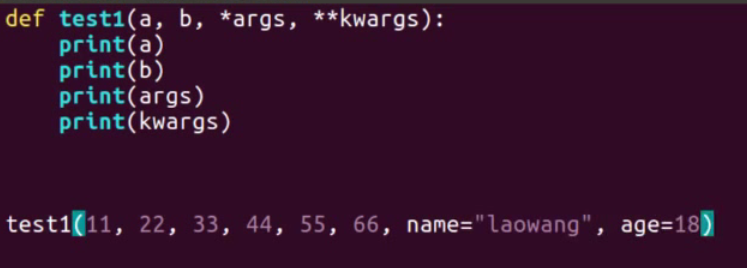 def test1(a, b, *args, **kwargs):
    print(a)
    print(b)
    print(args)
    print(kwargs)
test1(11, 22, 33, 44, 55, 66, name="laowang", age=18)